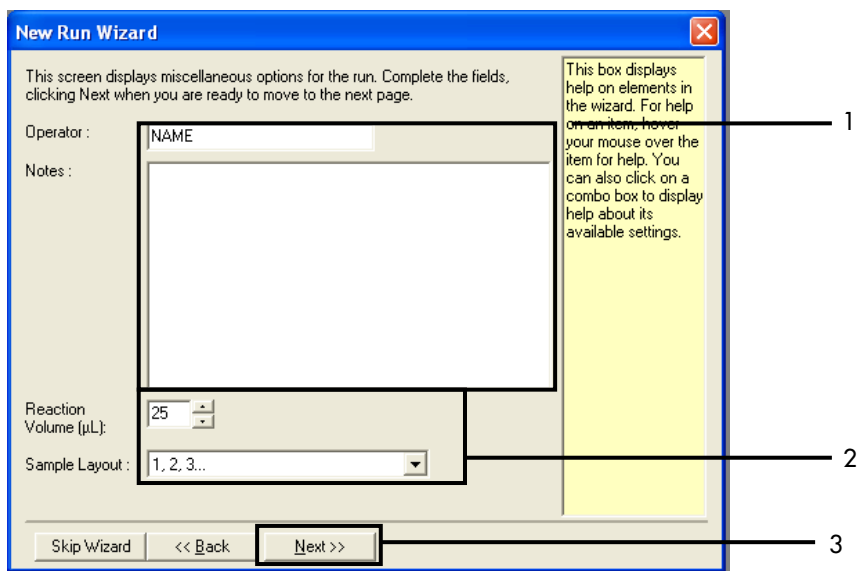 New Run Wizard
This screen displays miscellaneous options for the run. Complete the fields,
clicking Next when you are ready to move to the next page.
Operator :
NAME
Notes :
Reaction
Volume (µL):
25
Sample Layout :
1, 2, 3...
Skip Wizard
<< Back
Next >>
This box displays
help on elements in
the wizard. For help
on an item, hover
your mouse over the
item for help. You
can also click on a
combo box to display
help about its
available settings.
1
2
3